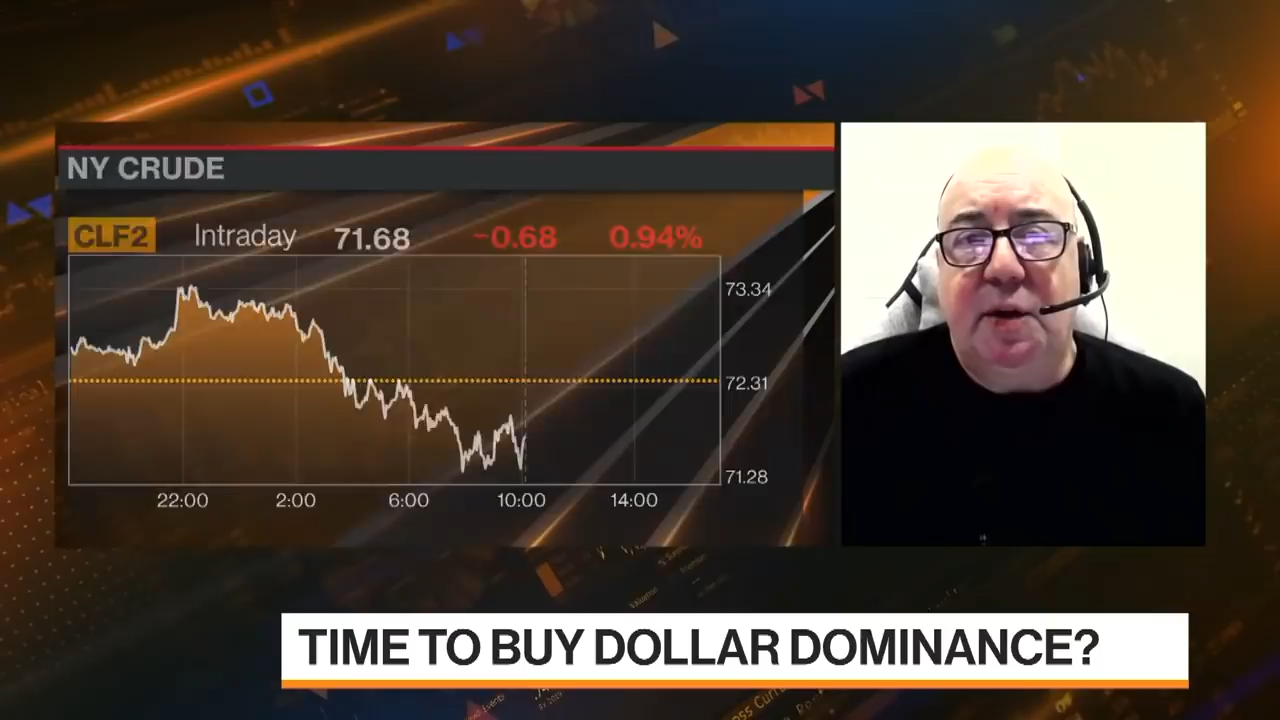 NY CRUDE
CLF2 Intraday 71.68 -0.68 0.94%
73.34
72.31
71.28
22:00 2:00 6:00 10:00 14:00
TIME TO BUY DOLLAR DOMINANCE?